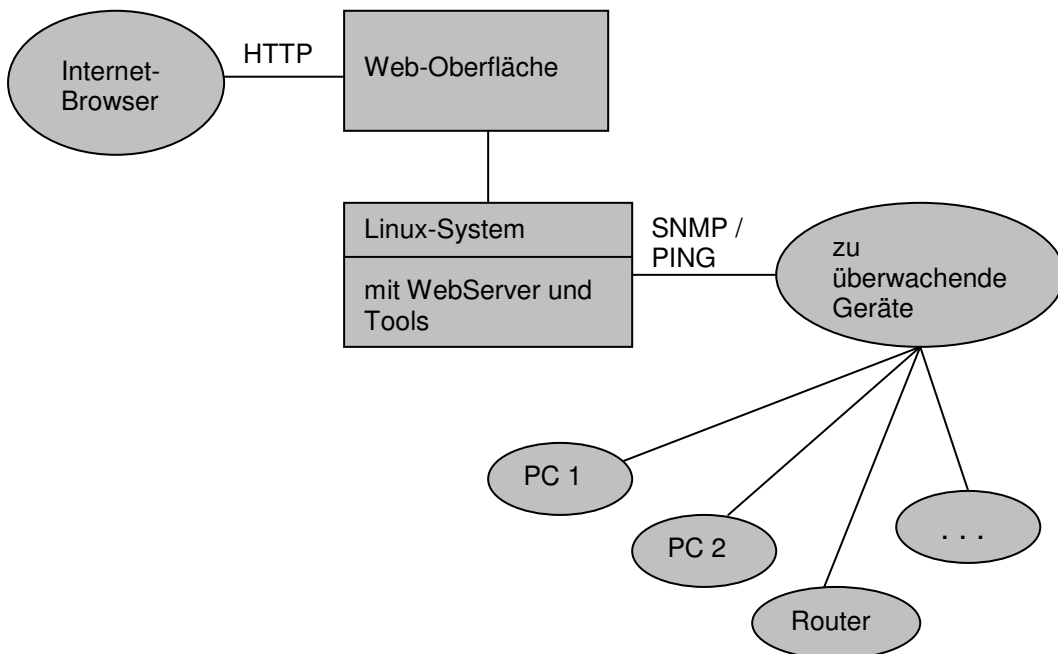 Internet-
Browser
HTTP
Web-Oberfläche
Linux-System
mit WebServer und
Tools
SNMP /
PING
zu
überwachende
Geräte
PC 1
PC 2
Router
. . .